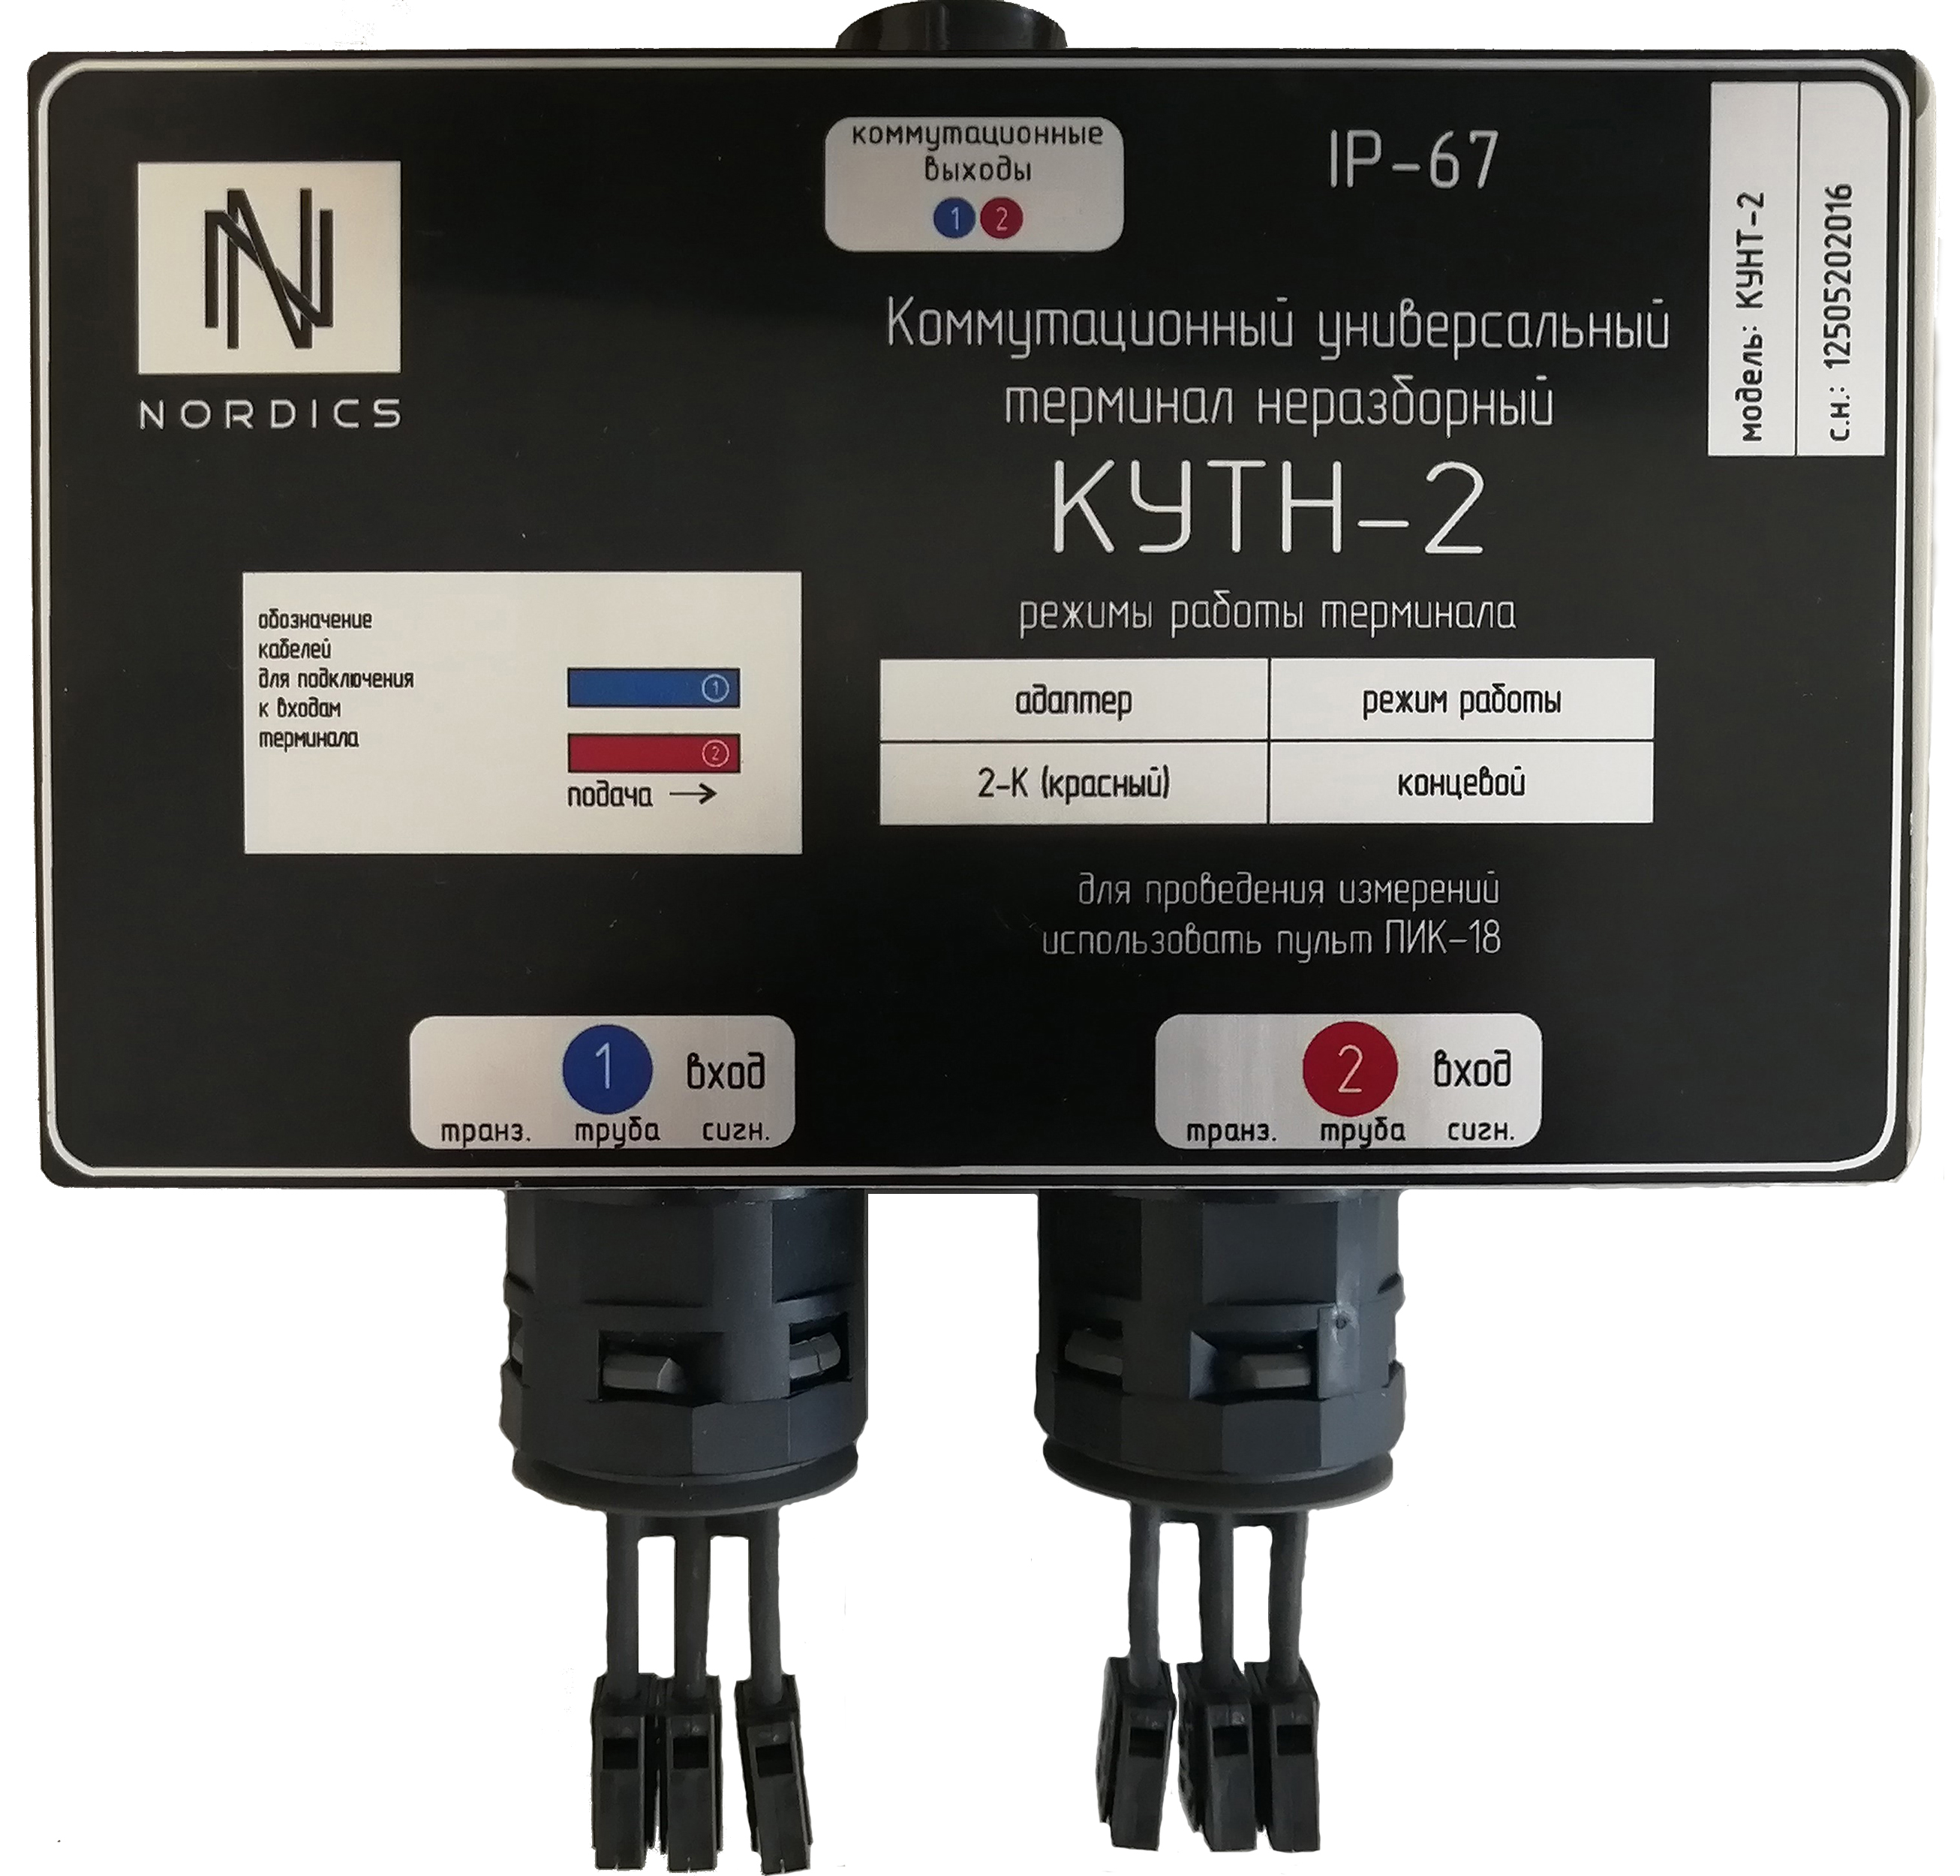 коммутационные
выходы
1 2
IP-67
модель: КУНТ-2
с.н.: 12505202016
N
NORDICS
Коммутационный универсальный
терминал неразборный
КУТН-2
режимы работы терминала
адаптер режим работы
2-К (красный) концевой
обозначение
кабелей
для подключения
к входам
терминала
1
2
подача →
для проведения измерений
использовать пульт ПИК-18
1 вход
транз. труба сигн.
2 вход
транз. труба сигн.